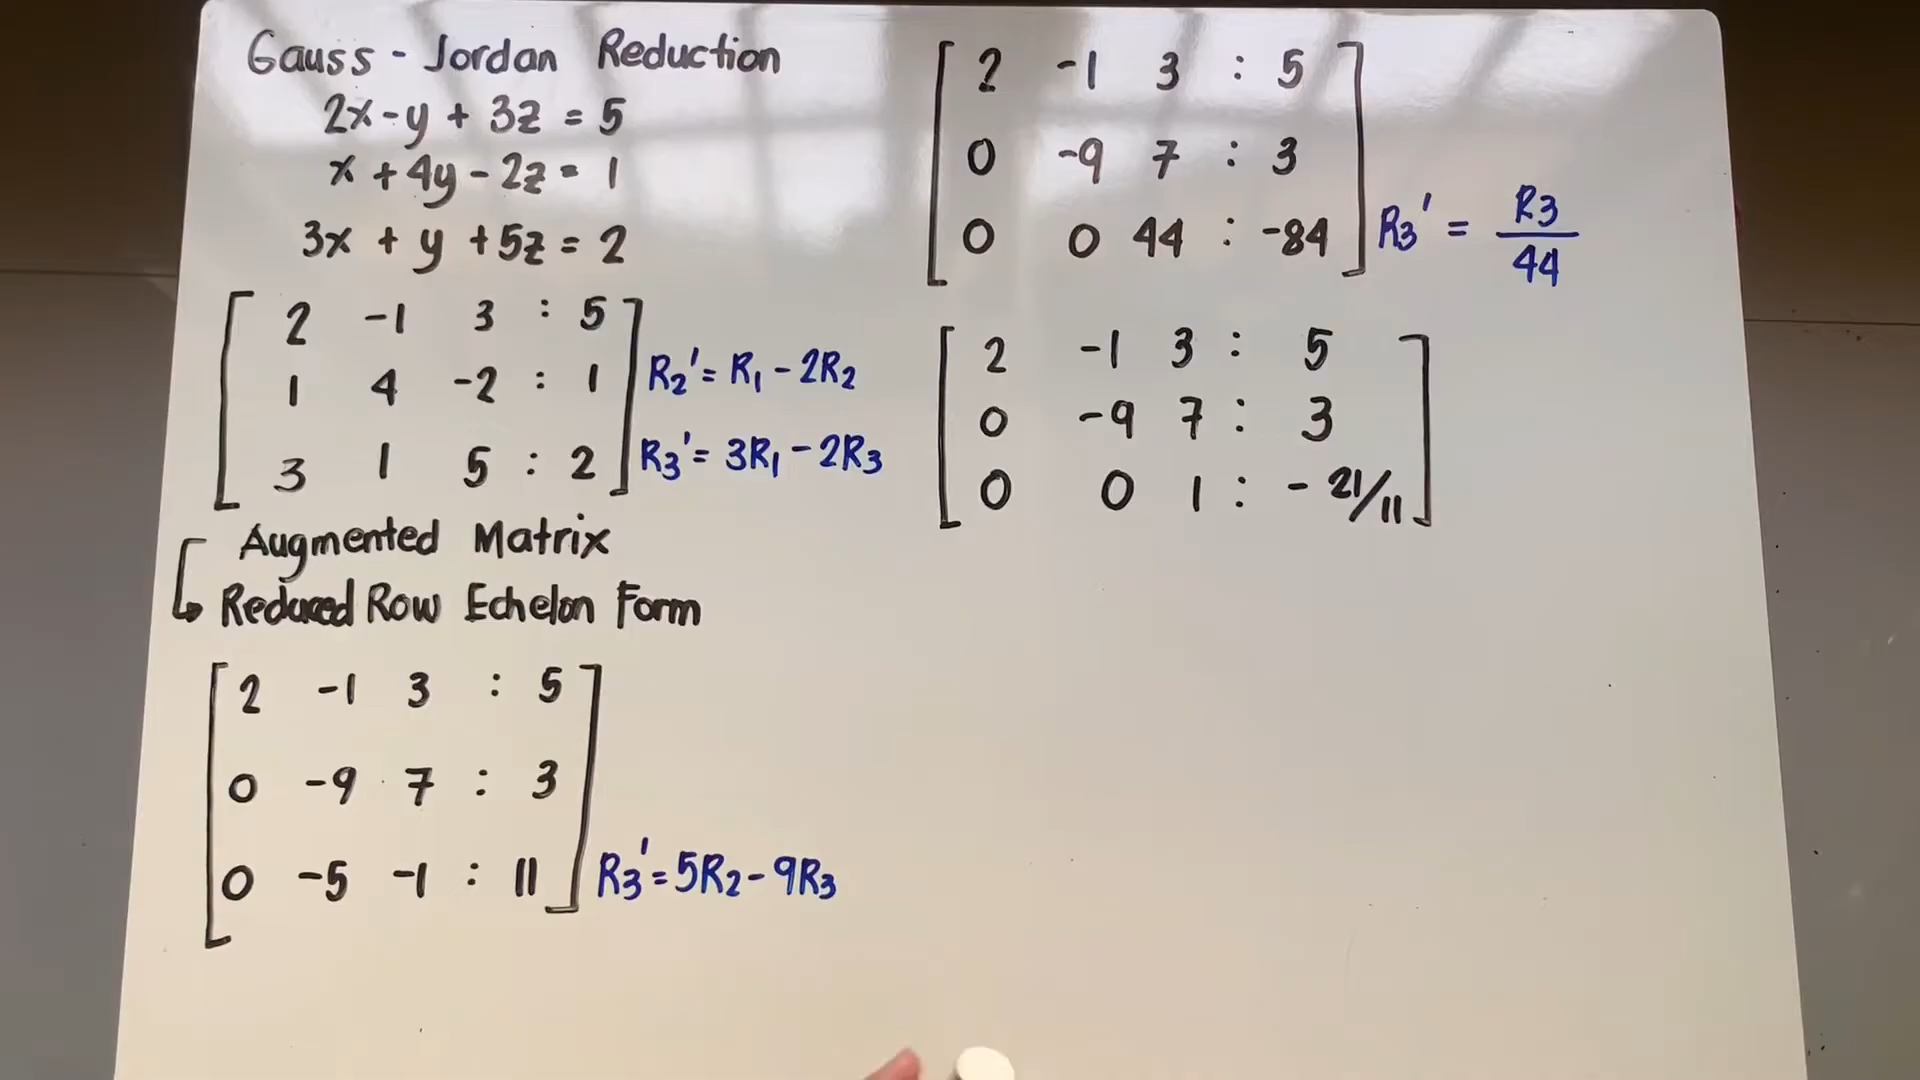 Gauss - Jordan Reduction
2x - y + 3z = 5
x + 4y - 2z = 1
3x + y + 5z = 2
2 -1 3 : 5
1 4 -2 : 1 R2' = R1 - 2R2
3 1 5 : 2 R3' = 3R1 - 2R3
Augmented Matrix
↳ Reduced Row Echelon Form
2 -1 3 : 5
0 -9 7 : 3
0 -5 -1 : 11 R3' = 5R2 - 9R3
2 -1 3 : 5
0 -9 7 : 3
0 0 44 : -84 R3' = R3/44
2 -1 3 : 5
0 -9 7 : 3
0 0 1 : -21/11